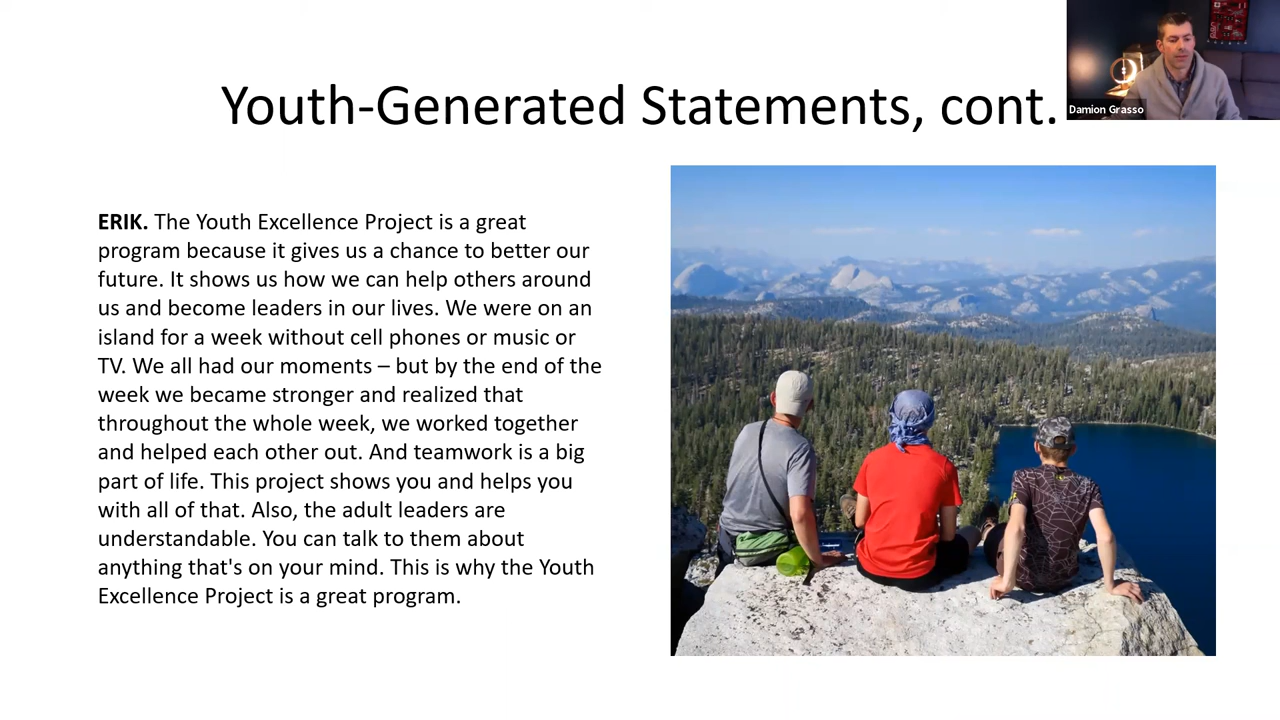 Youth-Generated Statements, cont.
Damion Grasso
ERIK. The Youth Excellence Project is a great
program because it gives us a chance to better our
future. It shows us how we can help others around
us and become leaders in our lives. We were on an
island for a week without cell phones or music or
TV. We all had our moments – but by the end of the
week we became stronger and realized that
throughout the whole week, we worked together
and helped each other out. And teamwork is a big
part of life. This project shows you and helps you
with all of that. Also, the adult leaders are
understandable. You can talk to them about
anything that's on your mind. This is why the Youth
Excellence Project is a great program.